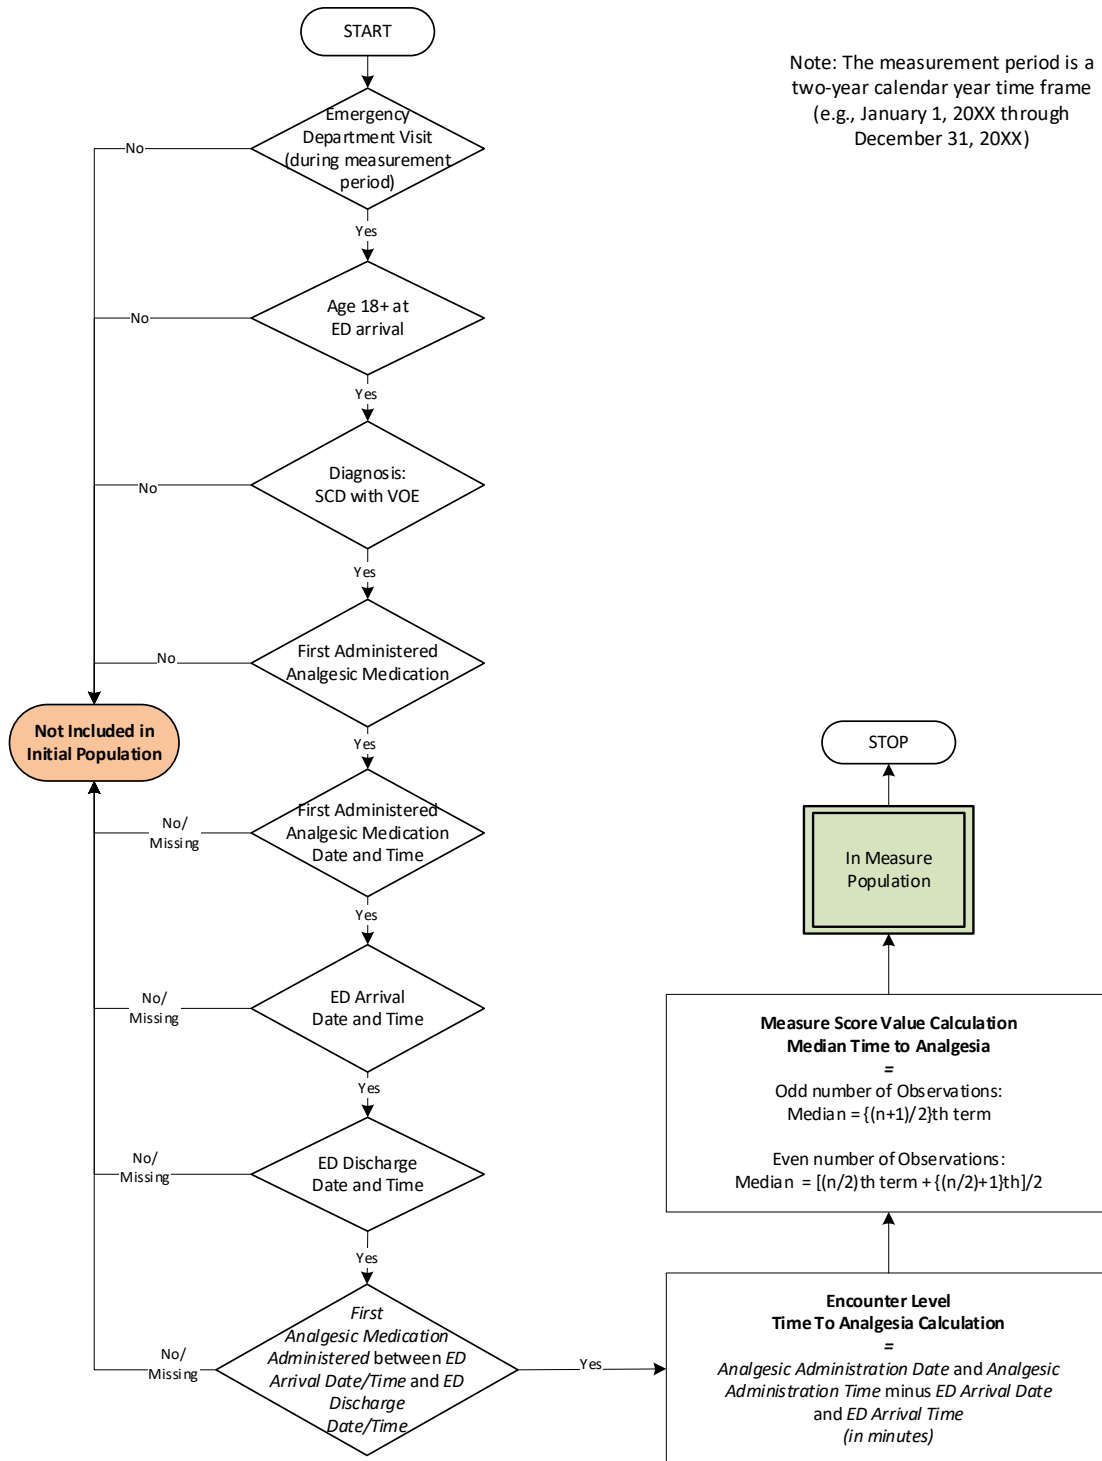 START
Note: The measurement period is a
two-year calendar year time frame
(e.g., January 1, 20XX through
December 31, 20XX)
Emergency
Department Visit
(during measurement
period)
No
Yes
Age 18+ at
ED arrival
No
Yes
Diagnosis:
SCD with VOE
No
Yes
First Administered
Analgesic Medication
No
Yes
Not Included in
Initial Population
First Administered
Analgesic Medication
Date and Time
No/
Missing
Yes
ED Arrival
Date and Time
No/
Missing
Yes
ED Discharge
Date and Time
No/
Missing
Yes
First
Analgesic Medication
Administered between ED
Arrival Date/Time and ED
Discharge
Date/Time
No/
Missing
Yes
Encounter Level
Time To Analgesia Calculation
=
Analgesic Administration Date and Analgesic
Administration Time minus ED Arrival Date
and ED Arrival Time
(in minutes)
Measure Score Value Calculation
Median Time to Analgesia
=
Odd number of Observations:
Median = {(n+1)/2}th term
Even number of Observations:
Median = [(n/2)th term + {(n/2)+1}th]/2
In Measure
Population
STOP